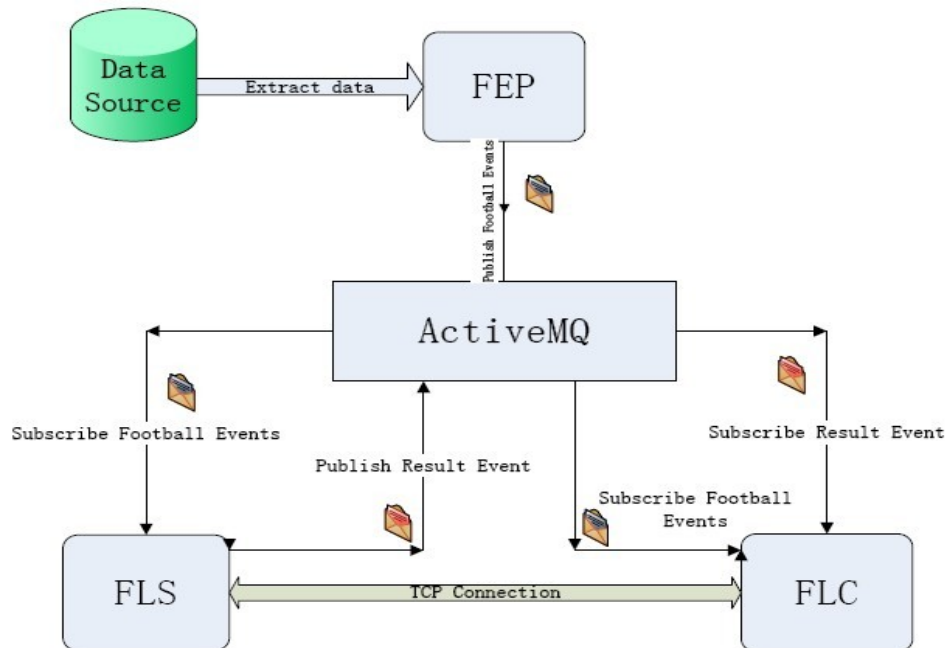 Data
Source
Extract data
FEP
Publish Football Events
ActiveMQ
Subscribe Football Events
Subscribe Result Event
Publish Result Event
Subscribe Football
Events
FLS
TCP Connection
FLC